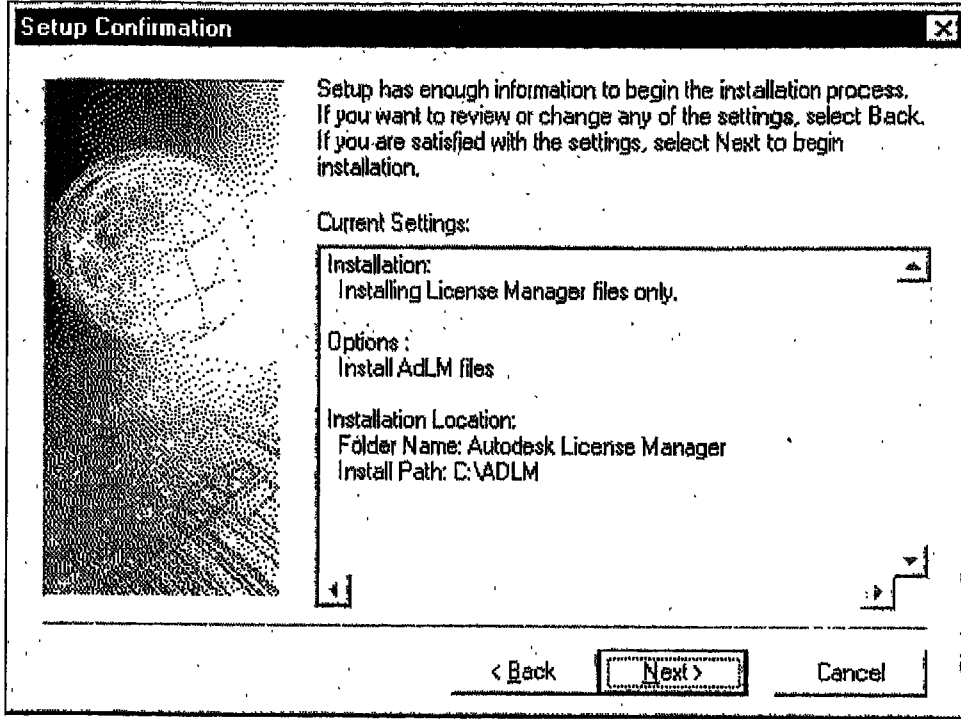 Setup Confirmation
Setup has enough information to begin the installation process.
If you want to review or change any of the settings, select Back.
If you are satisfied with the settings, select Next to begin
installation.
Current Settings:
Installation:
Installing License Manager files only.
Options :
Install AdLM files
Installation Location:
Folder Name: Autodesk License Manager
Install Path: C:\ADLM
< Back Next > Cancel